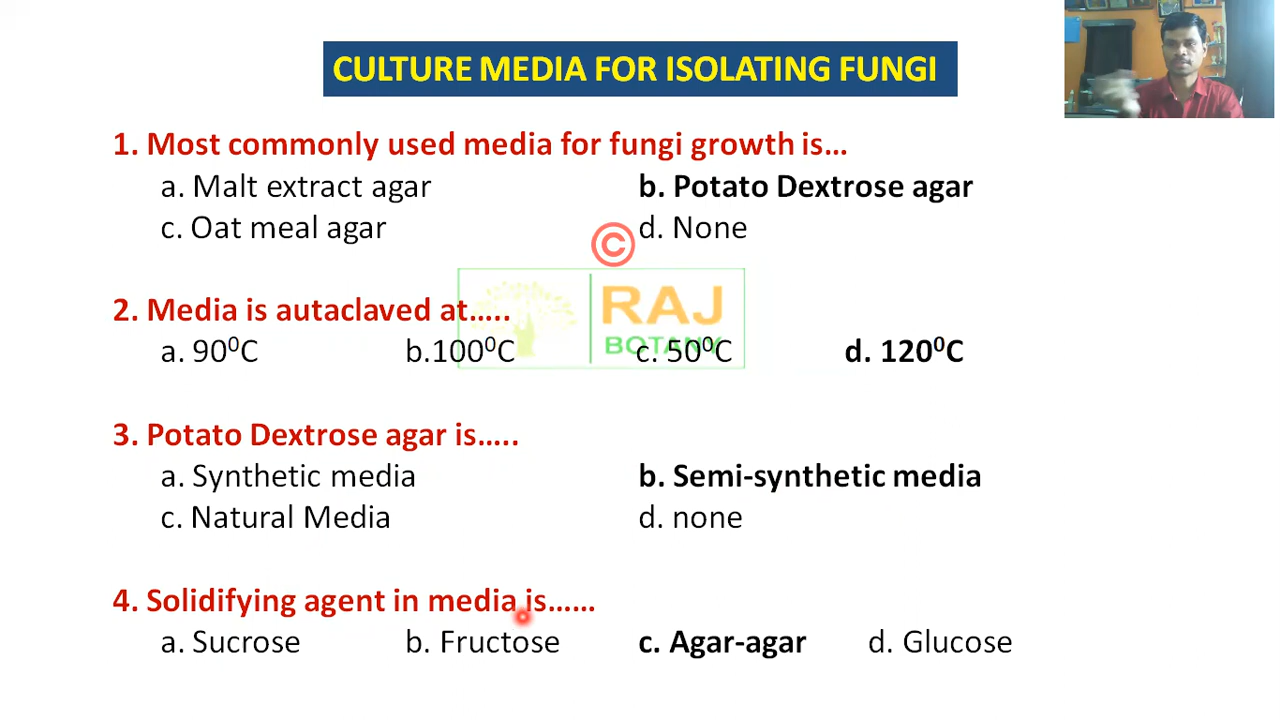 CULTURE MEDIA FOR ISOLATING FUNGI
1. Most commonly used media for fungi growth is…
a. Malt extract agar b. Potato Dextrose agar
c. Oat meal agar d. None
©
RAJ
BOTANY
2. Media is autaclaved at…..
a. 90⁰C b.100⁰C c. 50⁰C d. 120⁰C
3. Potato Dextrose agar is…..
a. Synthetic media b. Semi-synthetic media
c. Natural Media d. none
4. Solidifying agent in media is……
a. Sucrose b. Fructose c. Agar-agar d. Glucose